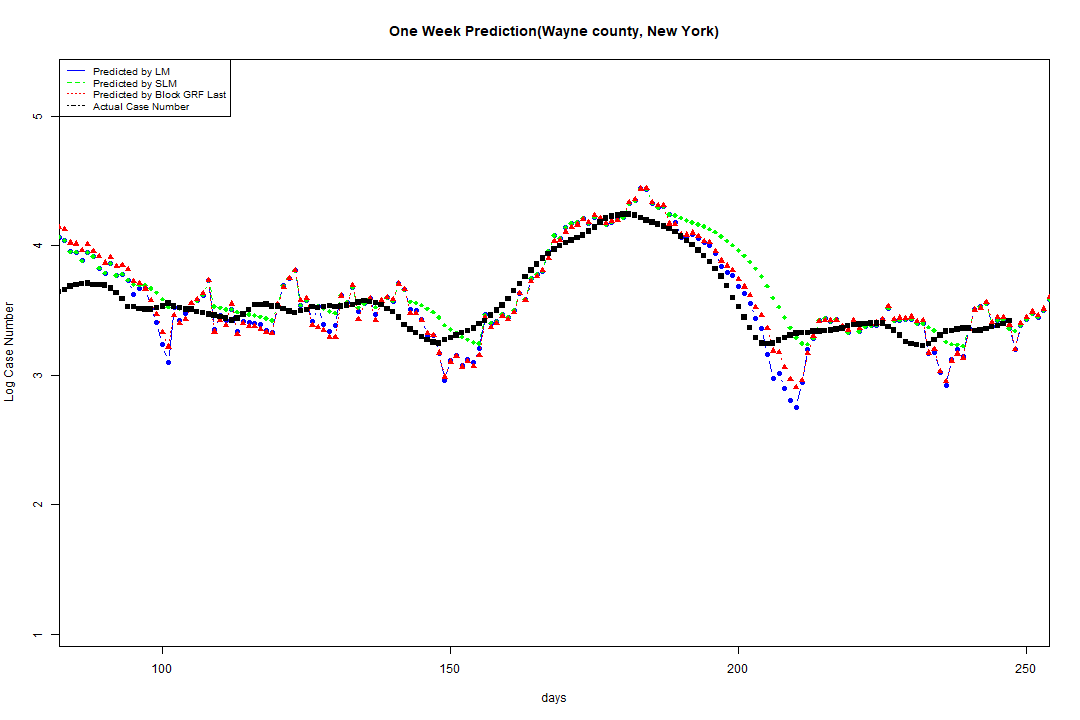 One Week Prediction(Wayne county, New York)
Predicted by LM
Predicted by SLM
Predicted by Block GRF Last
Actual Case Number
5
4
3
2
1
Log Case Number
100 150 200 250
days